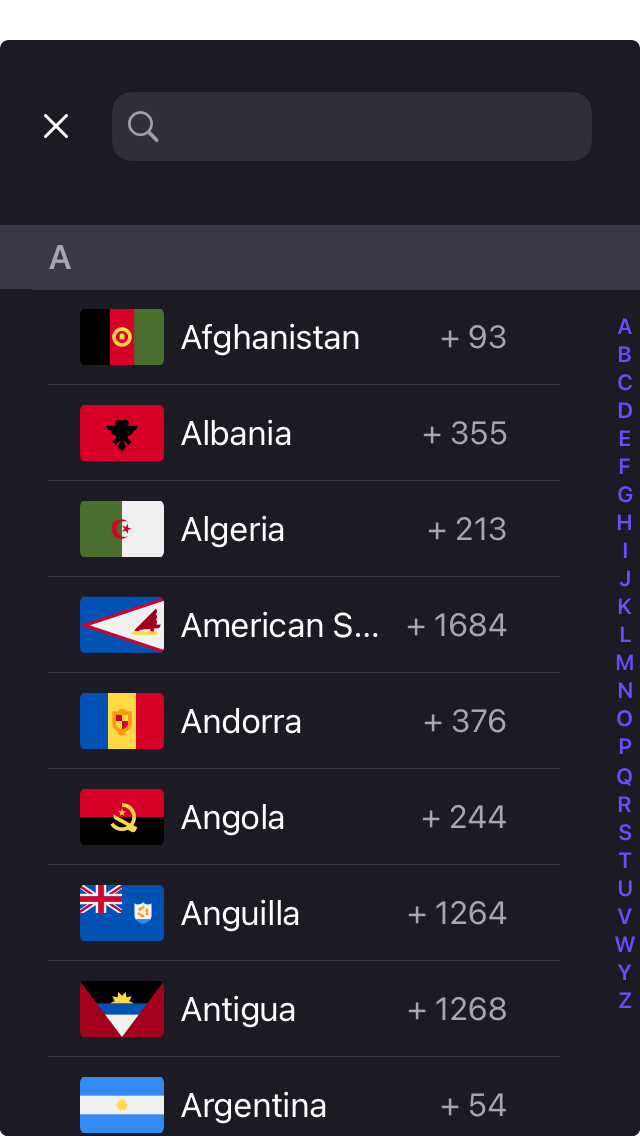 A
Afghanistan + 93
Albania + 355
Algeria + 213
American S... + 1684
Andorra + 376
Angola + 244
Anguilla + 1264
Antigua + 1268
Argentina + 54
A
B
C
D
E
F
G
H
I
J
K
L
M
N
O
P
Q
R
S
T
U
V
W
Y
Z